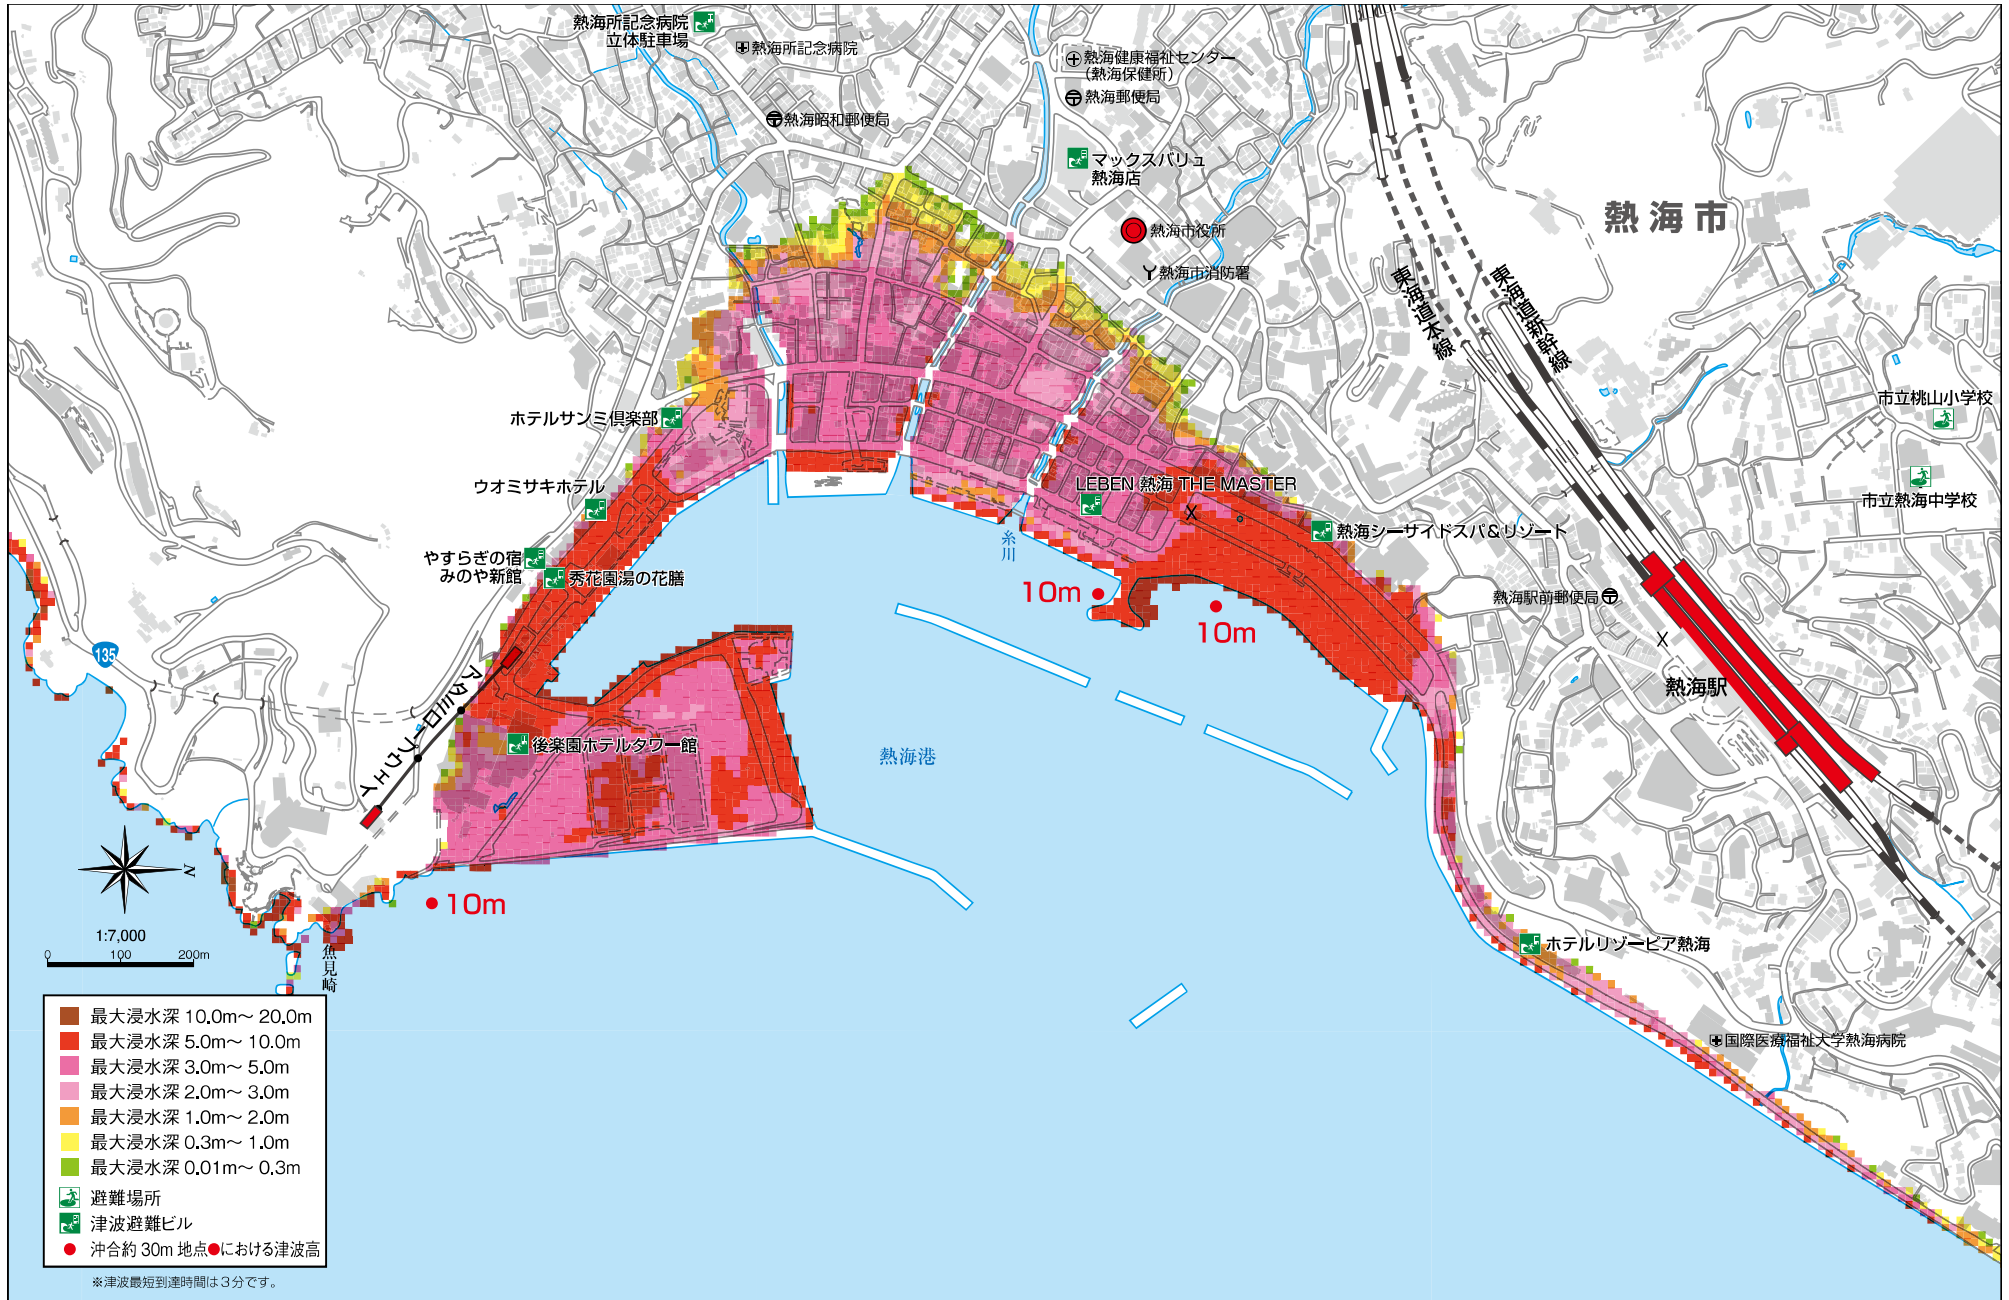 熱海所記念病院
立体駐車場
熱海所記念病院
熱海健康福祉センター
(熱海保健所)
熱海郵便局
熱海昭和郵便局
マックスバリュ
熱海店
熱海市役所
熱海市消防署
熱海市
東海道本線
東海道新幹線
市立桃山小学校
市立熱海中学校
ホテルサンミ倶楽部
ウオミサキホテル
やすらぎの宿
みのや新館
秀花園湯の花膳
LEBEN 熱海 THE MASTER
熱海シーサイドスパ&リゾート
糸川
10m
10m
熱海駅前郵便局
熱海駅
135
アタミロープウェイ
後楽園ホテルタワー館
熱海港
10m
N
1:7,000
0 100 200m
魚見崎
ホテルリゾーピア熱海
国際医療福祉大学熱海病院
最大浸水深 10.0m～20.0m
最大浸水深 5.0m～10.0m
最大浸水深 3.0m～5.0m
最大浸水深 2.0m～3.0m
最大浸水深 1.0m～2.0m
最大浸水深 0.3m～1.0m
最大浸水深 0.01m～0.3m
避難場所
津波避難ビル
沖合約 30m 地点●における津波高
※津波最短到達時間は3分です。